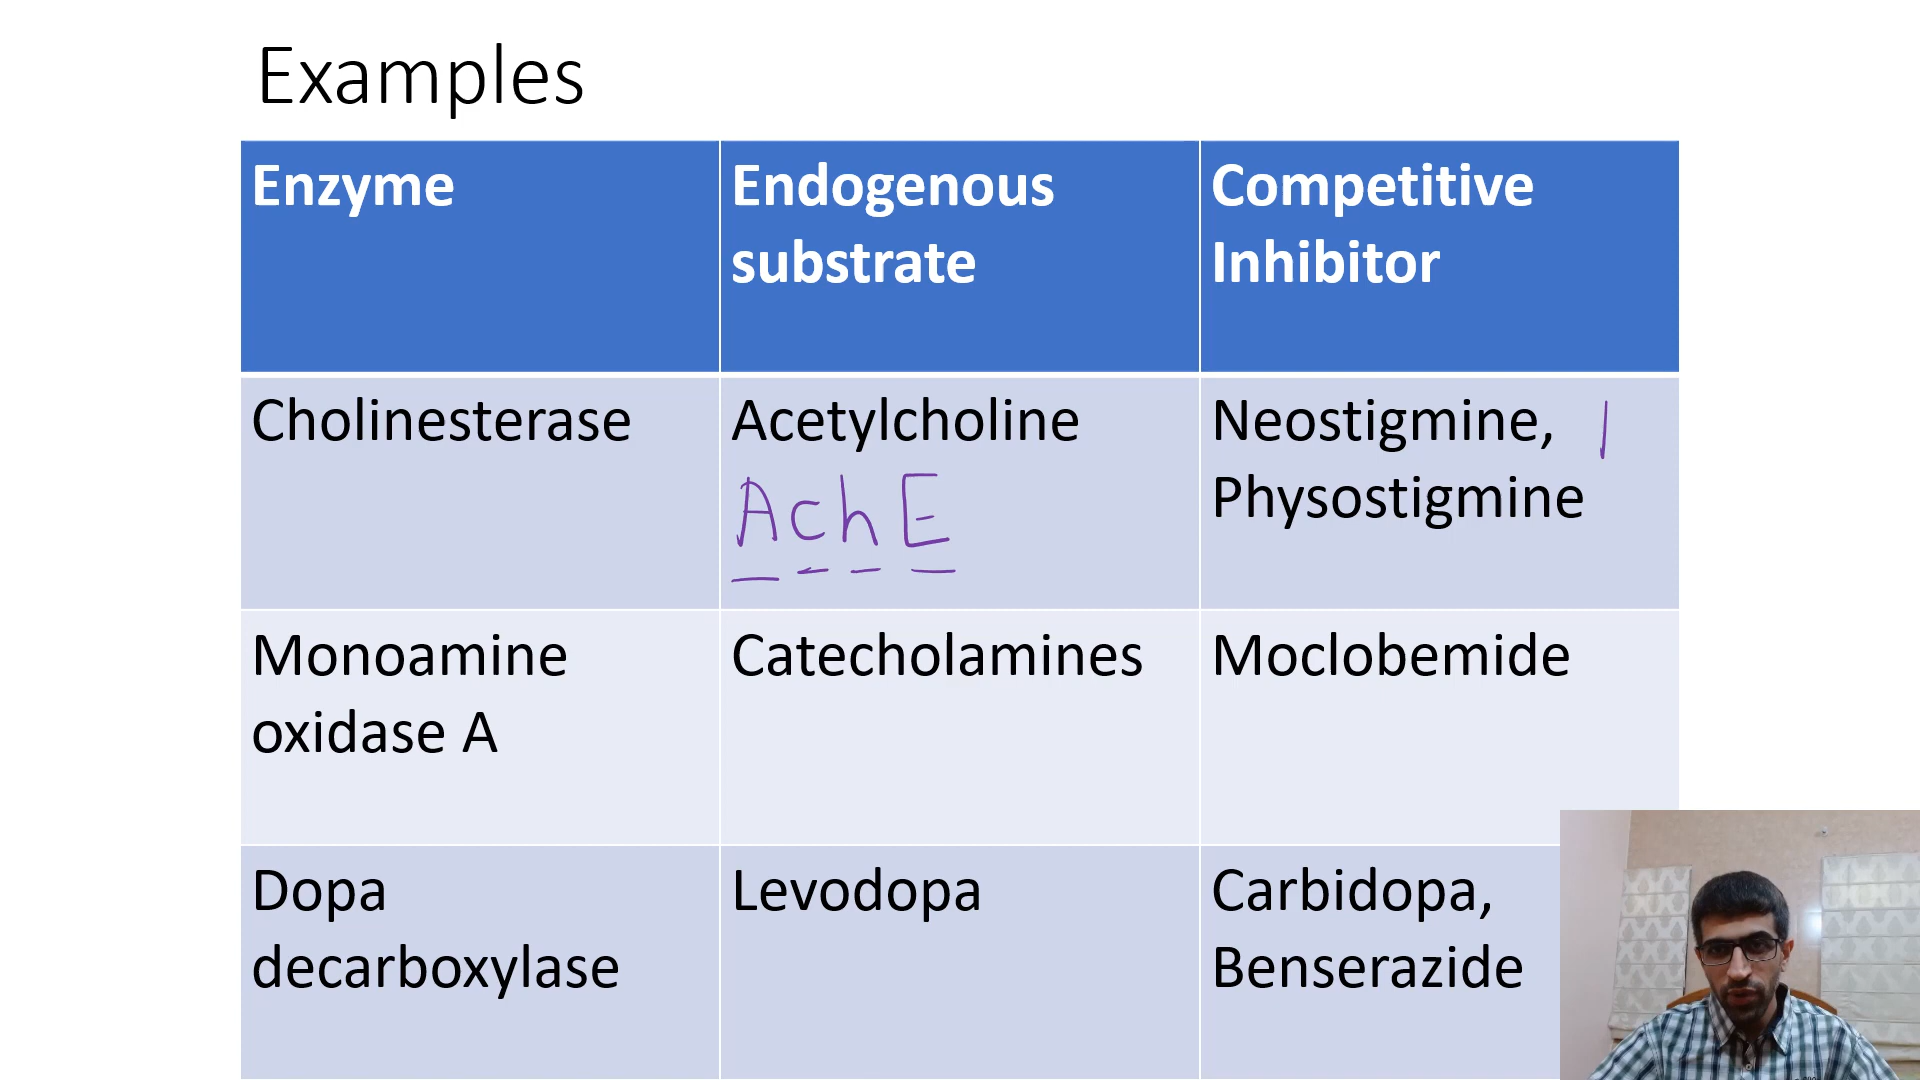 Examples
Enzyme
Endogenous
substrate
Competitive
Inhibitor
Cholinesterase
Acetylcholine
AchE
Neostigmine,
Physostigmine
Monoamine
oxidase A
Catecholamines
Moclobemide
Dopa
decarboxylase
Levodopa
Carbidopa,
Benserazide